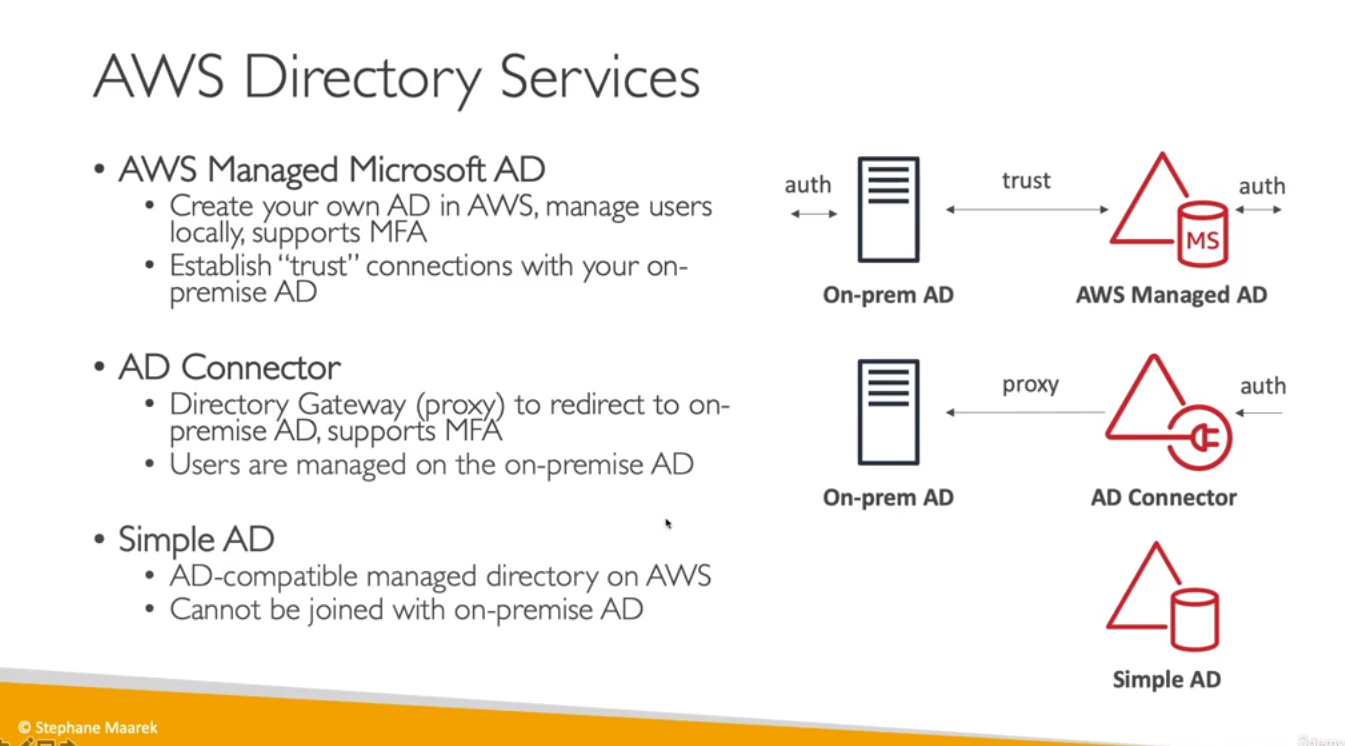 AWS Directory Services
• AWS Managed Microsoft AD
• Create your own AD in AWS, manage users
locally, supports MFA
• Establish “trust” connections with your on-
premise AD
• AD Connector
• Directory Gateway (proxy) to redirect to on-
premise AD, supports MFA
• Users are managed on the on-premise AD
• Simple AD
• AD-compatible managed directory on AWS
• Cannot be joined with on-premise AD
auth
trust
auth
MS
On-prem AD
AWS Managed AD
proxy
auth
On-prem AD
AD Connector
Simple AD
© Stephane Maarek